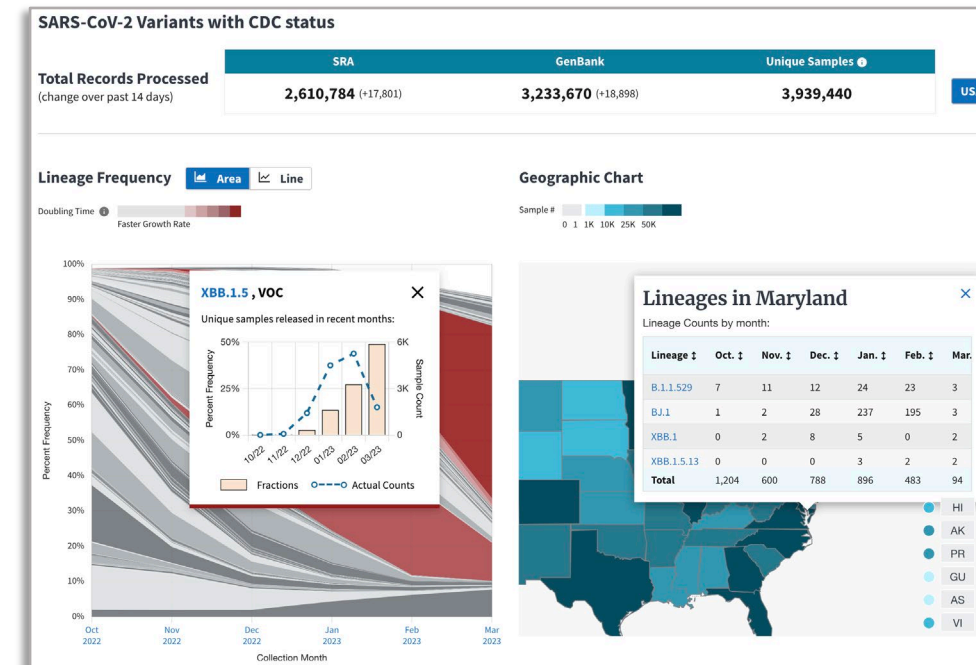 SARS-CoV-2 Variants with CDC status
SRA GenBank Unique Samples
Total Records Processed
(change over past 14 days)
2,610,784 (+17,801) 3,233,670 (+18,898) 3,939,440
US
Lineage Frequency Area Line
Doubling Time
Faster Growth Rate
100%
90%
80%
70%
60%
50%
40%
30%
20%
10%
0%
Percent Frequency
Oct 2022 Nov 2022 Dec 2022 Jan 2023 Feb 2023 Mar 2023
Collection Month
XBB.1.5 , VOC
Unique samples released in recent months:
50% 6K
25% 3K
0% 0
Percent Frequency
Sample Count
10/22 11/22 12/22 01/23 02/23 03/23
Fractions Actual Counts
Geographic Chart
Sample #
0 1 1K 10K 25K 50K
Lineages in Maryland
Lineage Counts by month:
Lineage Oct. Nov. Dec. Jan. Feb. Mar.
B.1.1.529 7 11 12 24 23 3
BJ.1 1 2 28 237 195 3
XBB.1 0 2 8 5 0 2
XBB.1.5.13 0 0 0 3 2 2
Total 1,204 600 788 896 483 94
HI
AK
PR
GU
AS
VI